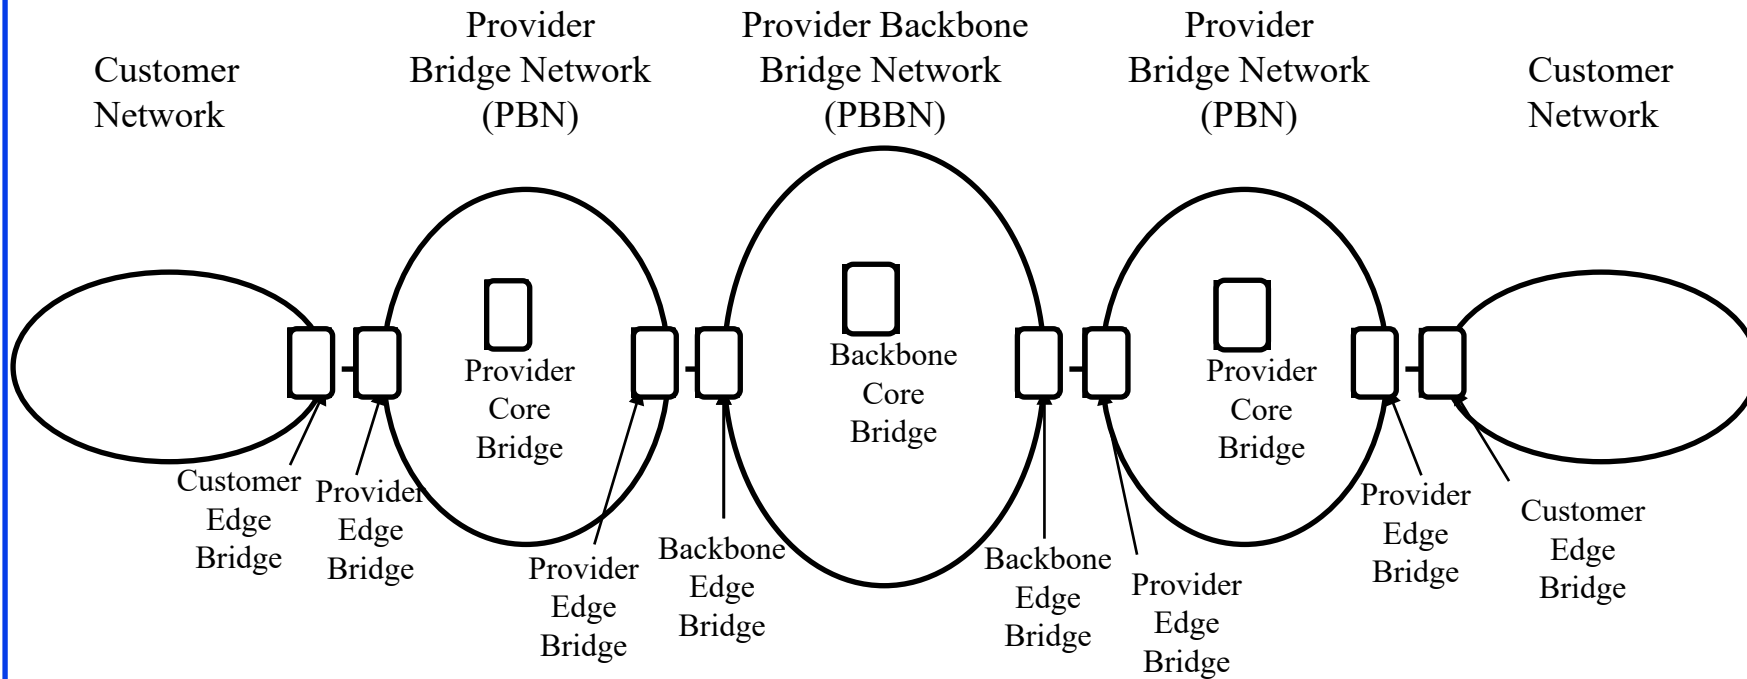 Customer
Network
Provider
Bridge Network
(PBN)
Provider Backbone
Bridge Network
(PBBN)
Provider
Bridge Network
(PBN)
Customer
Network
Provider
Core
Bridge
Backbone
Core
Bridge
Provider
Core
Bridge
Customer
Edge
Bridge
Provider
Edge
Bridge
Provider
Edge
Bridge
Backbone
Edge
Bridge
Backbone
Edge
Bridge
Provider
Edge
Bridge
Provider
Edge
Bridge
Customer
Edge
Bridge